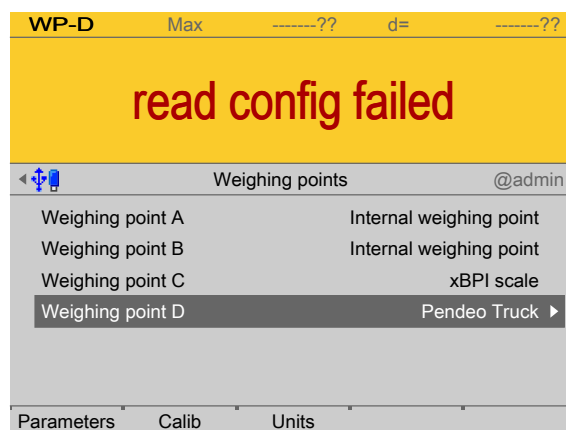 WP-D Max -------?? d= -------??
read config failed
Weighing points @admin
Weighing point A Internal weighing point
Weighing point B Internal weighing point
Weighing point C xBPI scale
Weighing point D Pendeo Truck
Parameters Calib Units